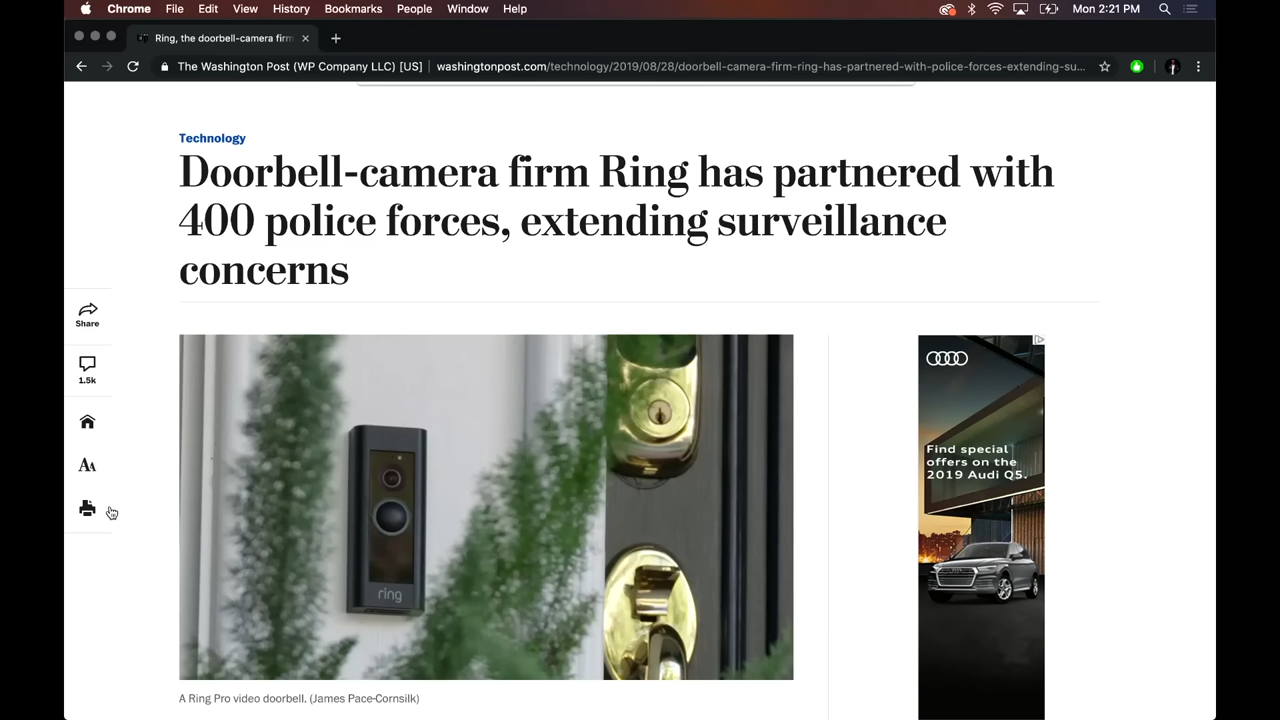 Chrome File Edit View History Bookmarks People Window Help Mon 2:21 PM
Ring, the doorbell-camera firm
The Washington Post (WP Company LLC) [US] washingtonpost.com/technology/2019/08/28/doorbell-camera-firm-ring-has-partnered-with-police-forces-extending-su...
Technology
Doorbell-camera firm Ring has partnered with
400 police forces, extending surveillance
concerns
Share
1.5k
AA
ring
Find special
offers on the
2019 Audi Q5.
A Ring Pro video doorbell. (James Pace-Cornsilk)